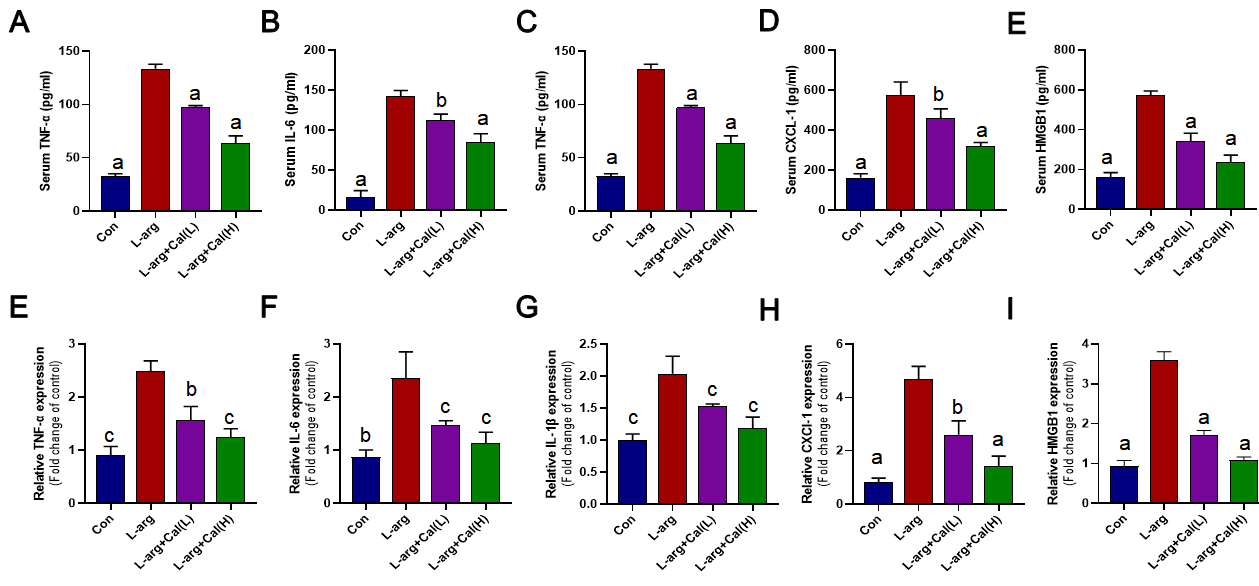 A
Serum TNF-α (pg/ml)
150
100
50
0
a
a
a
Con
L-arg
L-arg+Cal(L)
L-arg+Cal(H)
B
Serum IL-6 (pg/ml)
200
150
100
50
0
a
b
a
Con
L-arg
L-arg+Cal(L)
L-arg+Cal(H)
C
Serum TNF-α (pg/ml)
150
100
50
0
a
a
a
Con
L-arg
L-arg+Cal(L)
L-arg+Cal(H)
D
Serum CXCL-1 (pg/ml)
800
600
400
200
0
a
b
a
Con
L-arg
L-arg+Cal(L)
L-arg+Cal(H)
E
Serum HMGB1 (pg/ml)
800
600
400
200
0
a
a
a
Con
L-arg
L-arg+Cal(L)
L-arg+Cal(H)
E
Relative TNF-α expression
(Fold change of control)
3
2
1
0
c
b
c
Con
L-arg
L-arg+Cal(L)
L-arg+Cal(H)
F
Relative IL-6 expression
(Fold change of control)
3
2
1
0
b
c
c
Con
L-arg
L-arg+Cal(L)
L-arg+Cal(H)
G
Relative IL-1β expression
(Fold change of control)
2.5
2.0
1.5
1.0
0.5
0.0
c
c
c
Con
L-arg
L-arg+Cal(L)
L-arg+Cal(H)
H
Relative CXCl-1 expression
(Fold change of control)
6
4
2
0
a
b
a
Con
L-arg
L-arg+Cal(L)
L-arg+Cal(H)
I
Relative HMGB1 expression
(Fold change of control)
4
3
2
1
0
a
a
a
Con
L-arg
L-arg+Cal(L)
L-arg+Cal(H)